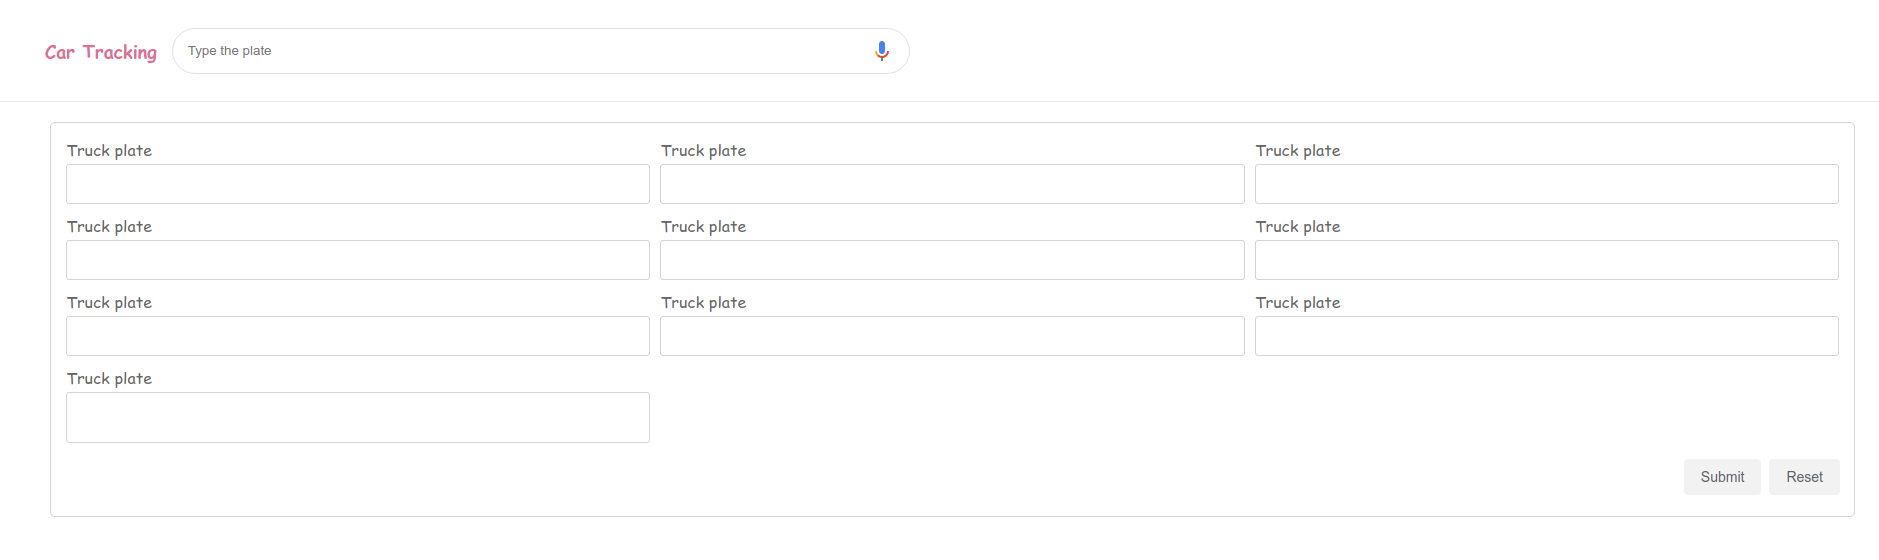 Car Tracking Type the plate
Truck plate Truck plate Truck plate
Truck plate Truck plate Truck plate
Truck plate Truck plate Truck plate
Truck plate
Submit Reset